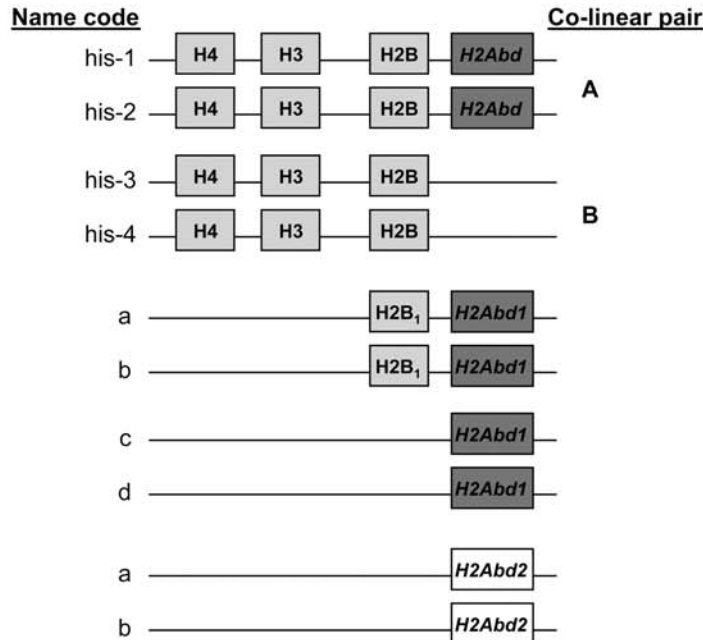 Name code Co-linear pair
his-1 H4 H3 H2B H2Abd
A
his-2 H4 H3 H2B H2Abd
his-3 H4 H3 H2B
B
his-4 H4 H3 H2B
a H2B₁ H2Abd1
b H2B₁ H2Abd1
c H2Abd1
d H2Abd1
a H2Abd2
b H2Abd2